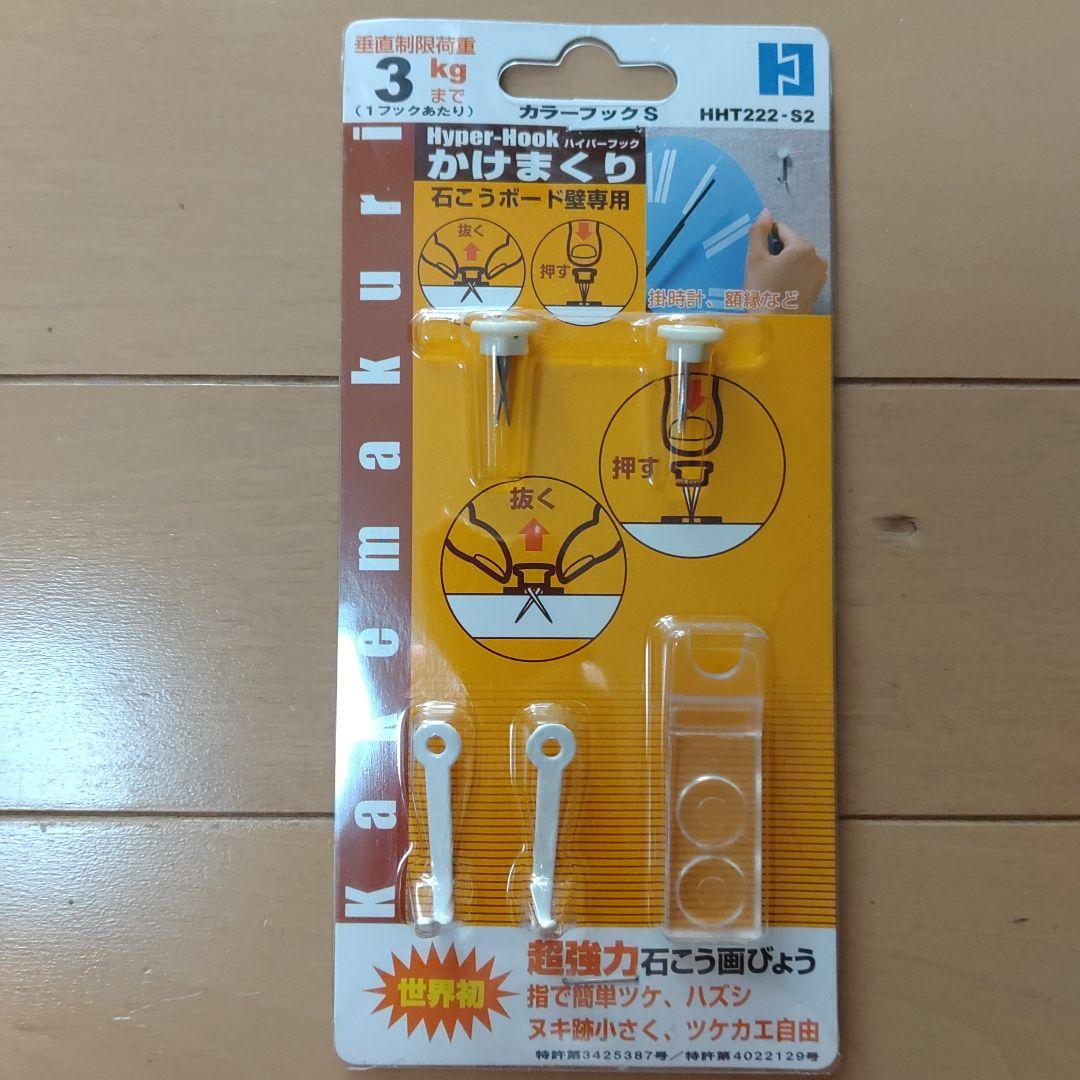 垂直制限荷重
3kg
まで
(1フックあたり)
カラーフックS
HHT222-S2
Hyper-Hook ハイパーフック
かけまくり
石こうボード壁専用
抜く
押す
掛時計、額縁など
Kakemakuri
押す
抜く
世界初
超強力石こう画びょう
指で簡単ツケ、ハズシ
ヌキ跡小さく、ツケカエ自由
特許第3425387号/特許第4022129号